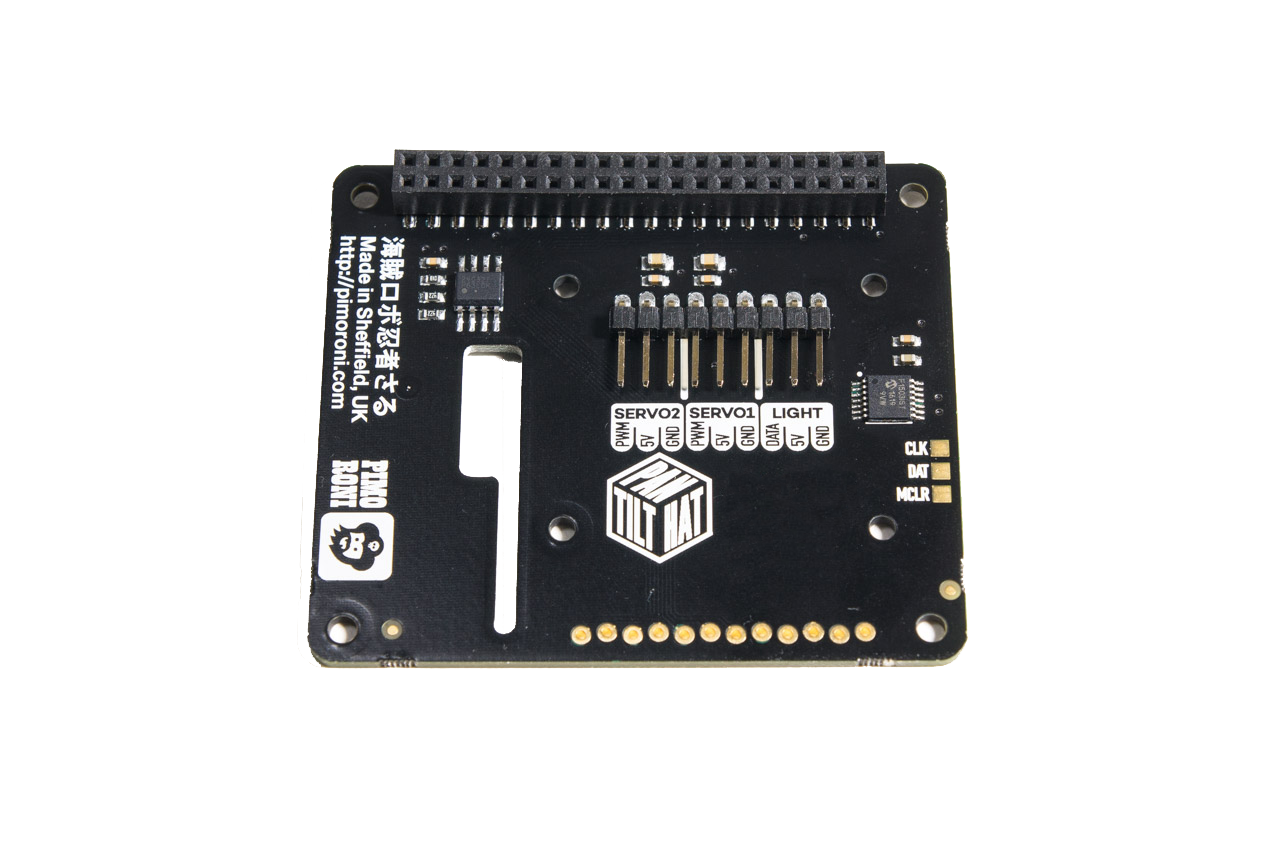 海賊ロボ忍者さる
Made in Sheffield, UK
http://pimoroni.com
PIMO
RONI
SERVO2 SERVO1 LIGHT
PWM 5V GND PWM 5V GND DATA 5V GND
PAN
TILT HAT
CLK
DAT
MCLR